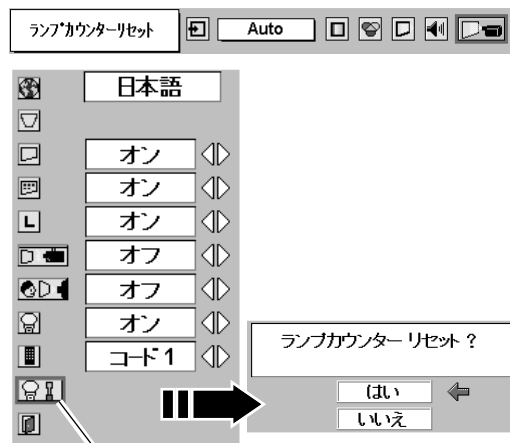 ランプカウンターリセット
Auto
日本語
オン
オン
L オン
オフ
オフ
オン
コード 1
ランプカウンター リセット ?
はい
いいえ